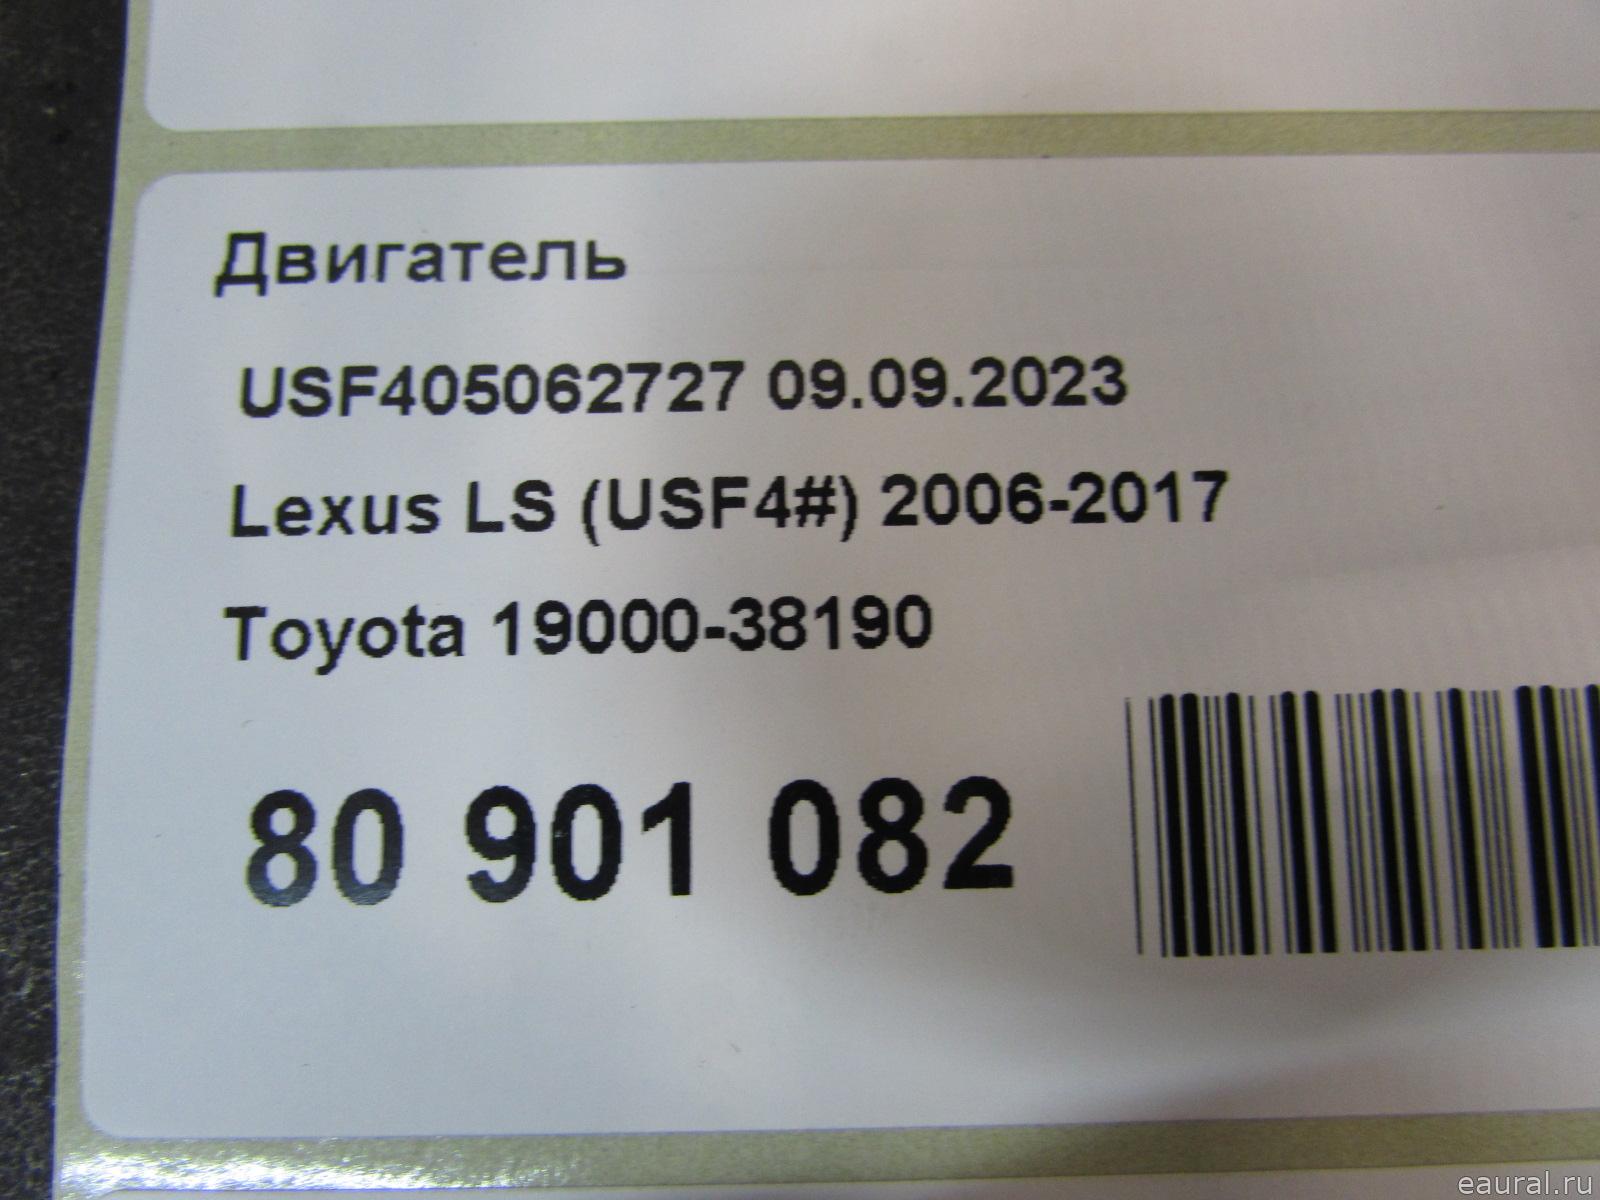 Двигатель
USF405062727 09.09.2023
Lexus LS (USF4#) 2006-2017
Toyota 19000-38190
80 901 082
eaural.ru